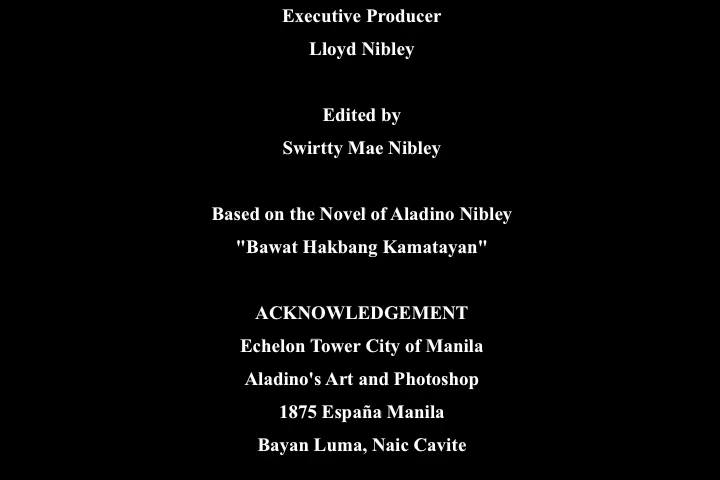 Executive Producer
Lloyd Nibley
Edited by
Swirtty Mae Nibley
Based on the Novel of Aladino Nibley
"Bawat Hakbang Kamatayan"
ACKNOWLEDGEMENT
Echelon Tower City of Manila
Aladino's Art and Photoshop
1875 España Manila
Bayan Luma, Naic Cavite